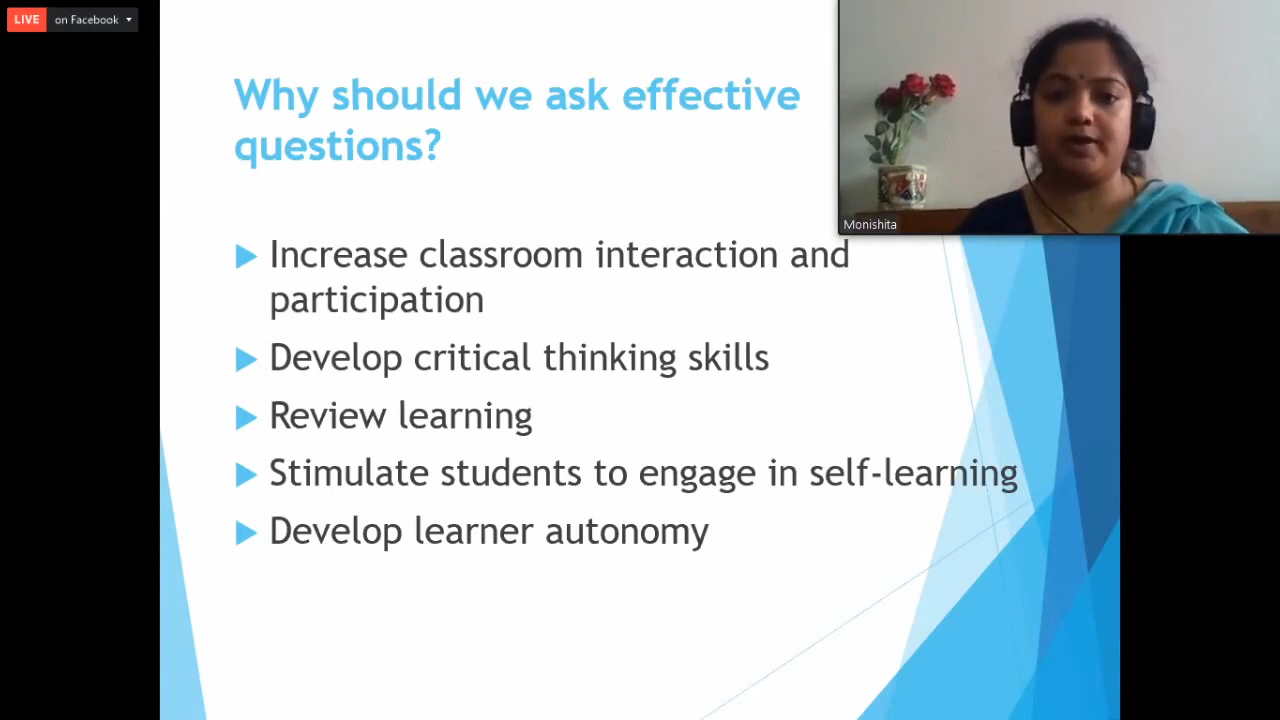 LIVE on Facebook
Why should we ask effective
questions?
Monishita
Increase classroom interaction and
participation
Develop critical thinking skills
Review learning
Stimulate students to engage in self-learning
Develop learner autonomy